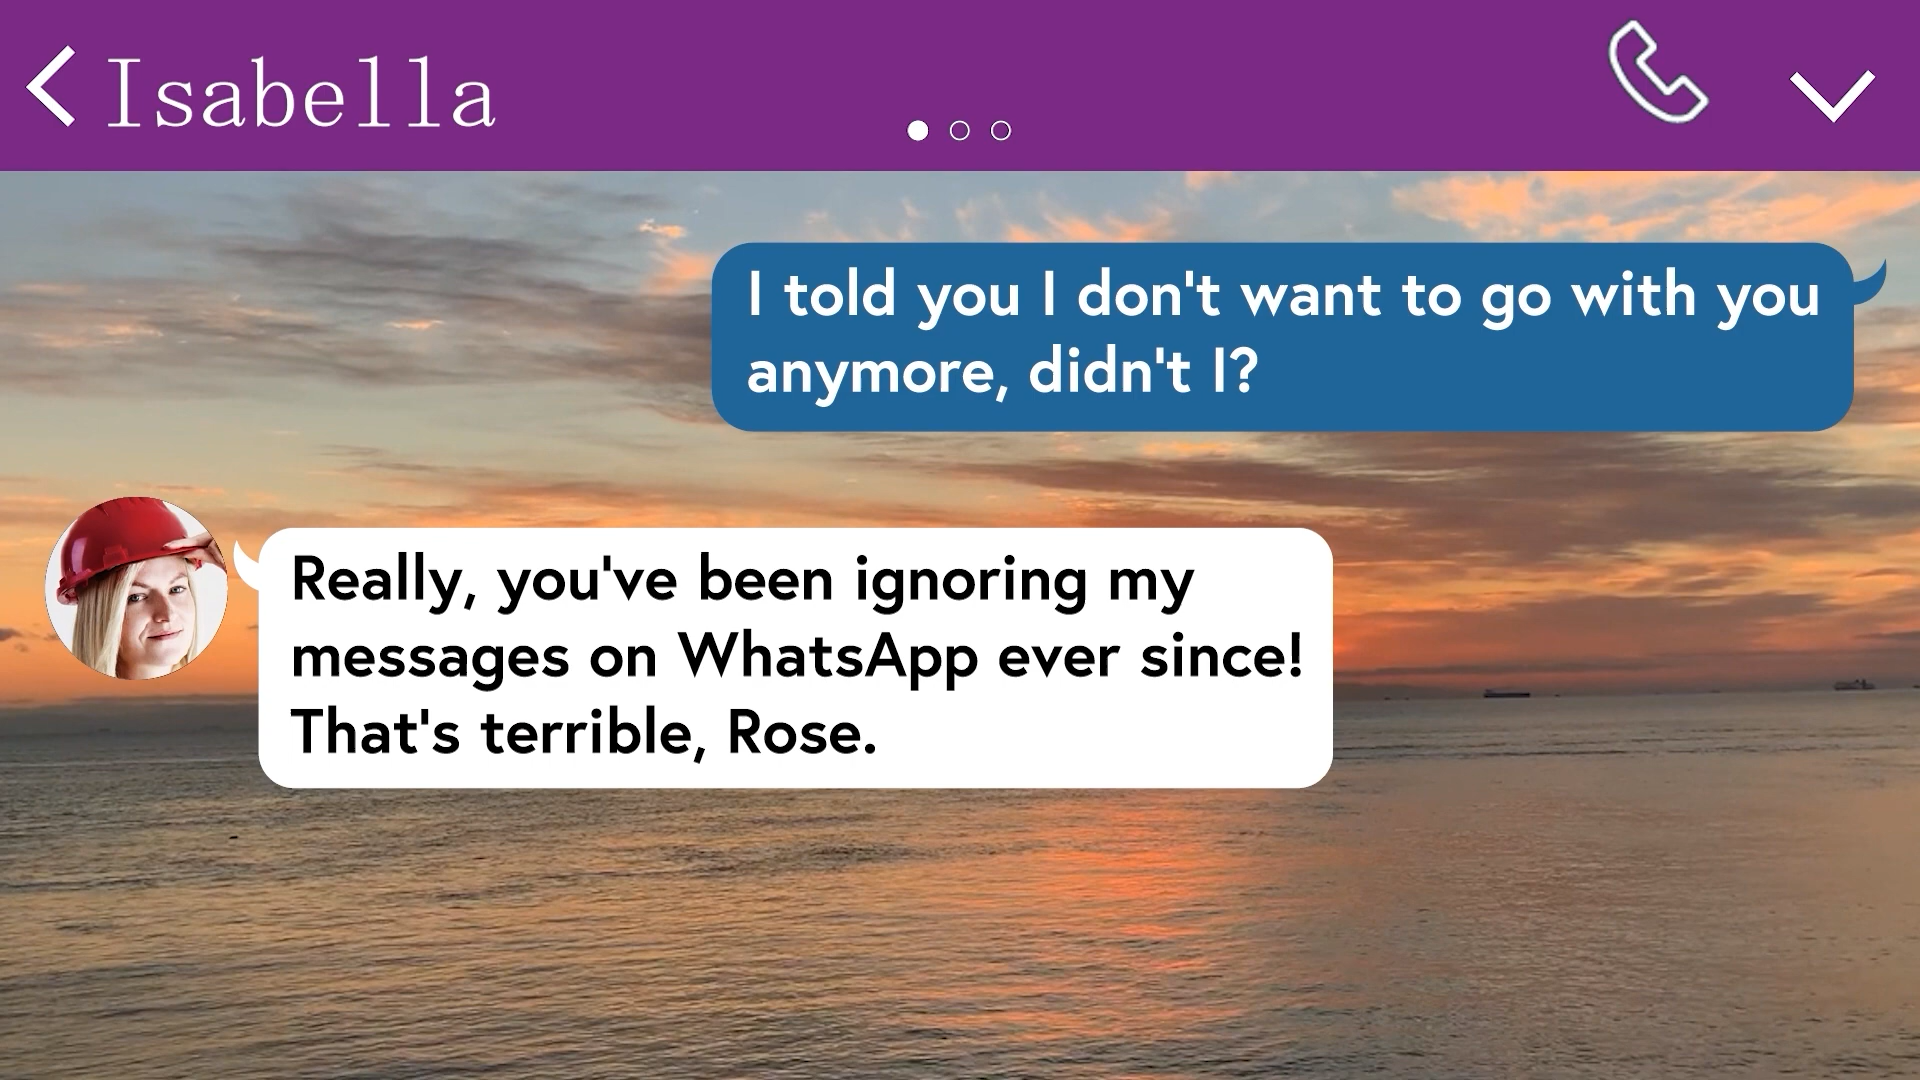 Isabella
I told you I don't want to go with you
anymore, didn't I?
Really, you've been ignoring my
messages on WhatsApp ever since!
That's terrible, Rose.